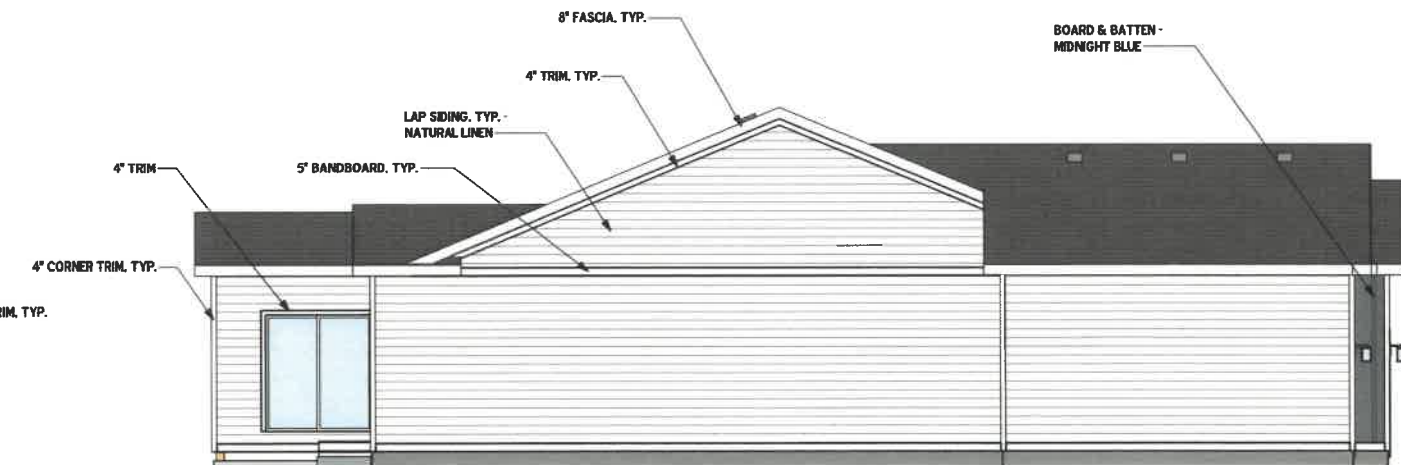 8" FASCIA, TYP.
BOARD & BATTEN -
MIDNIGHT BLUE
4" TRIM, TYP.
LAP SIDING, TYP. -
NATURAL LINEN
4" TRIM
5" BANDBOARD, TYP.
4" CORNER TRIM, TYP.
TYP.